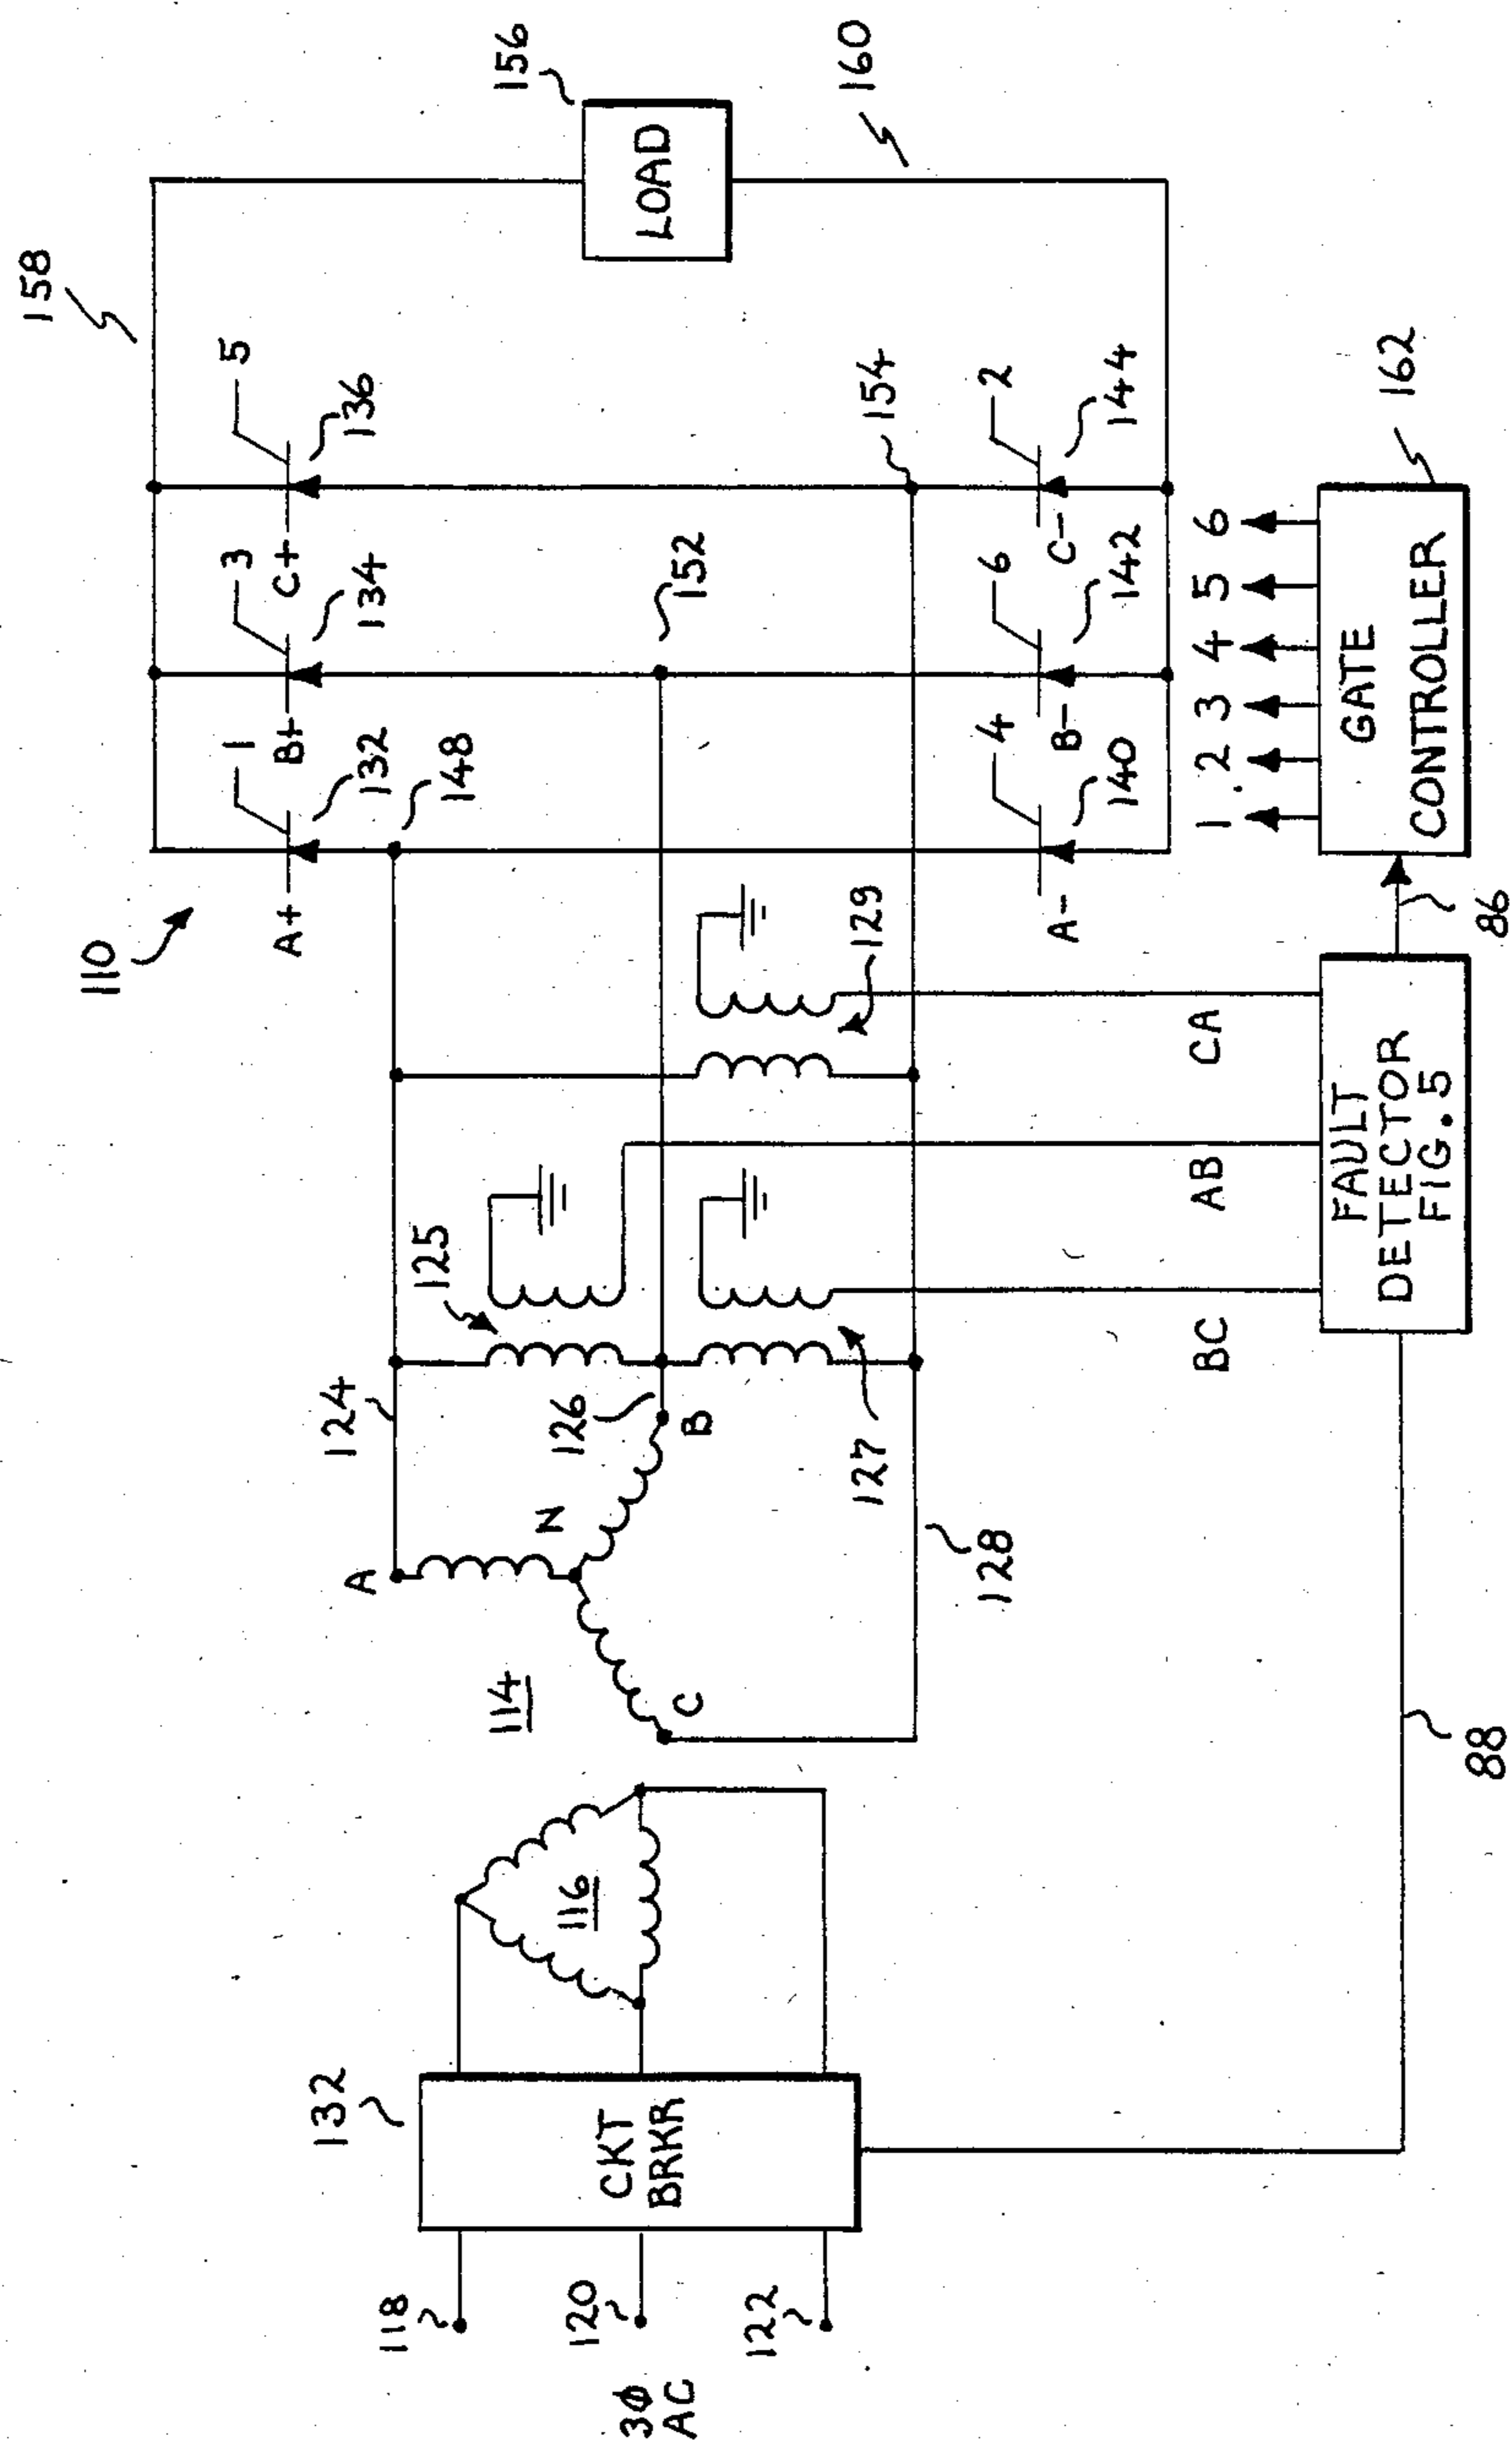 158
156
110
1
3
5
A+
B+
C+
132
134
136
LOAD
148
124
125
A
N
114
126
B
152
154
160
C
127
129
4
6
2
A-
B-
C-
140
142
144
128
132
116
118
CKT
BRKR
120
3Φ
AC
122
BC
AB
CA
1 2 3 4 5 6
162
FAULT
DETECTOR
FIG. 5
GATE
CONTROLLER
88
86